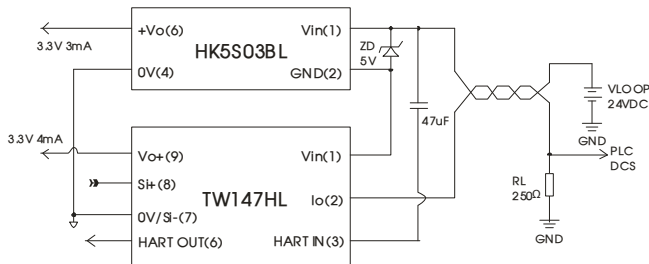 +Vo(6)
Vin(1)
3.3V 3mA
HK5S03BL
ZD
5V
0V(4)
GND(2)
VLOOP
24VDC
47uF
GND
3.3V 4mA
Vo+(9)
Vin(1)
PLC
DCS
Si+(8)
TW147HL
Io(2)
RL
250Ω
0V/Si-(7)
HART OUT(6)
HART IN(3)
GND